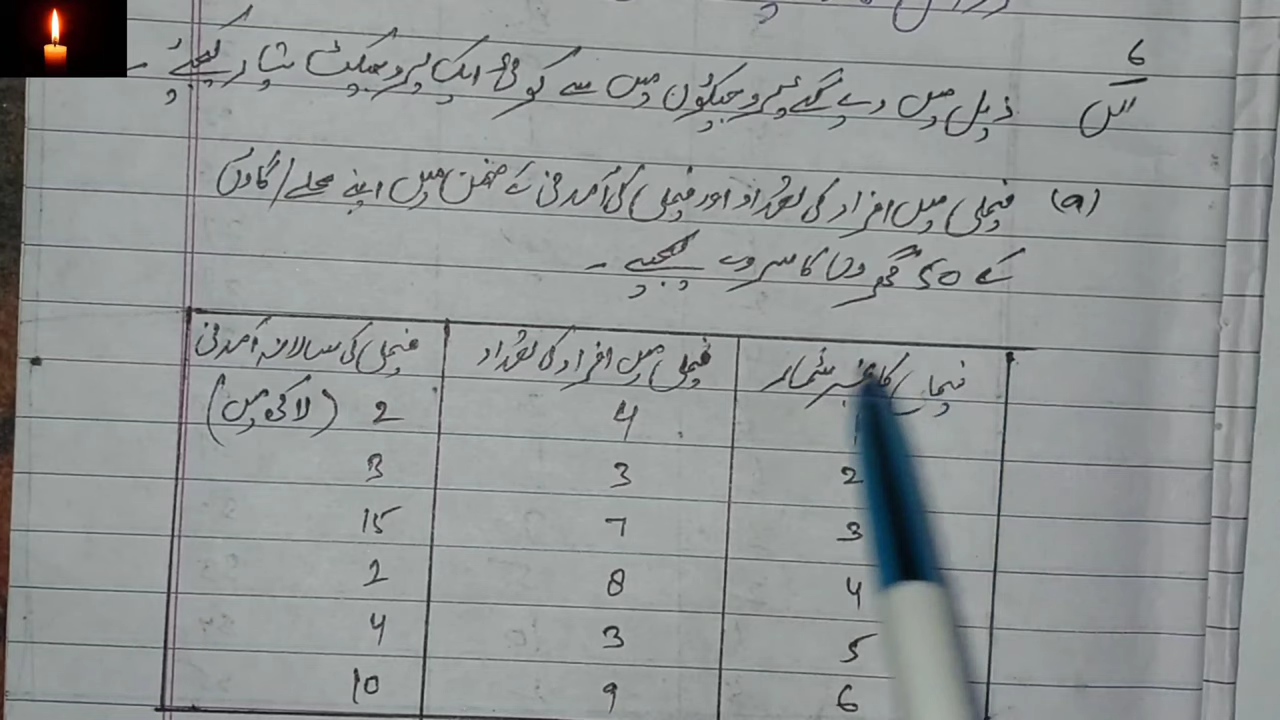 6
س ذیل میں دیے گئے پروجیکٹوں میں سے کوئی ایک پروجیکٹ تیار کیجئے ۔
(a) فیملی میں افراد کی تعداد اور فیملی کی آمدنی کے ضمن میں اپنے محلے/گاوں
کے 50 گھروں کا سروے کیجیے ۔
فیملی کا نمبر شمار فیملی میں افراد کی تعداد فیملی کی سالانہ آمدنی
1 4 2 (لاکھ میں)
2 3 3
3 7 15
4 8 2
5 3 4
6 9 10